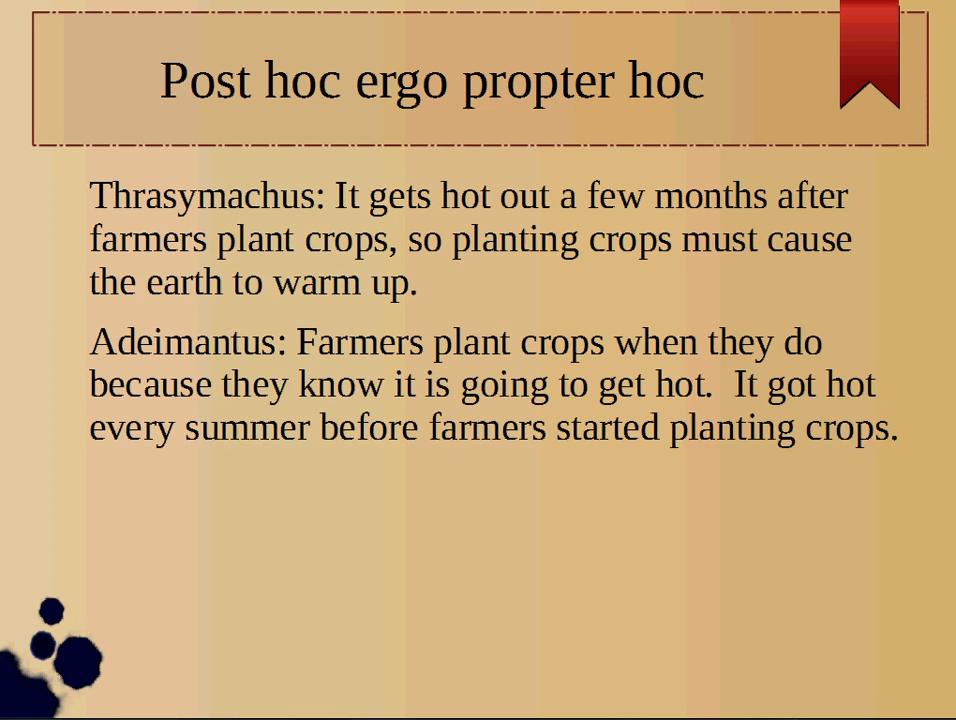 Post hoc ergo propter hoc
Thrasymachus: It gets hot out a few months after
farmers plant crops, so planting crops must cause
the earth to warm up.
Adeimantus: Farmers plant crops when they do
because they know it is going to get hot.  It got hot
every summer before farmers started planting crops.